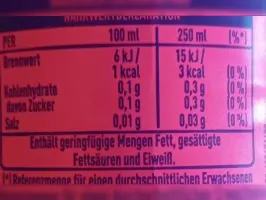 NÄHRWERTDEKLARATION
PER 100 ml 250 ml (%*)
Brennwert 6 kJ / 15 kJ /
1 kcal 3 kcal (0%)
Kohlenhydrate 0,1 g 0,3 g (0%)
davon Zucker 0,1 g 0,3 g (0%)
Salz 0,01 g 0,03 g (0%)
Enthält geringfügige Mengen Fett, gesättigte
Fettsäuren und Eiweiß.
(*) Referenzmenge für einen durchschnittlichen Erwachsenen